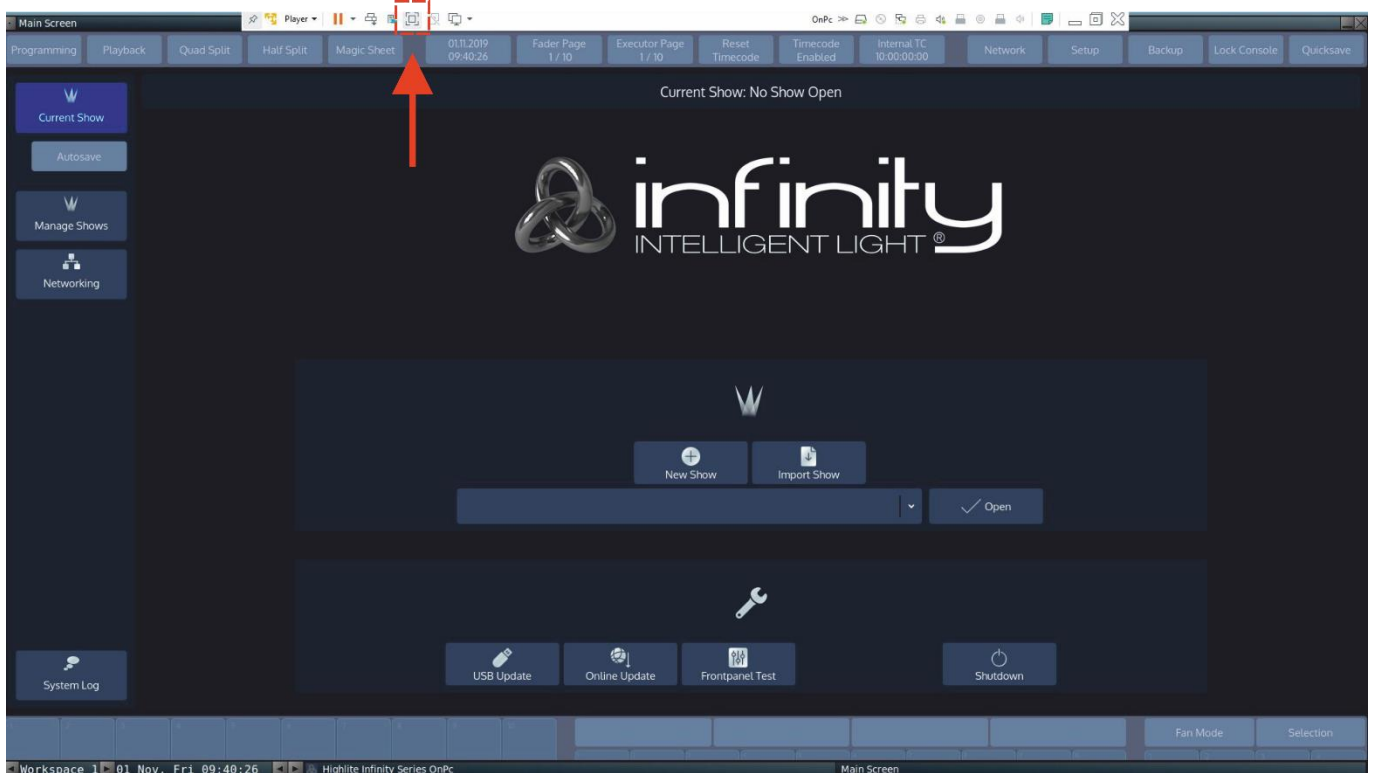 Main Screen
Player
OnPc
Programming
Playback
Quad Split
Half Split
Magic Sheet
01.11.2019
09:40:26
Fader Page
1 / 10
Executor Page
1 / 10
Reset
Timecode
Timecode
Enabled
Internal TC
10:00:00:00
Network
Setup
Backup
Lock Console
Quicksave
Current Show
Autosave
Manage Shows
Networking
System Log
Current Show: No Show Open
infinity
INTELLIGENT LIGHT ®
New Show
Import Show
Open
USB Update
Online Update
Frontpanel Test
Shutdown
Fan Mode
Selection
Workspace 1
01 Nov, Fri 09:40:26
Highlite Infinity Series OnPc
Main Screen